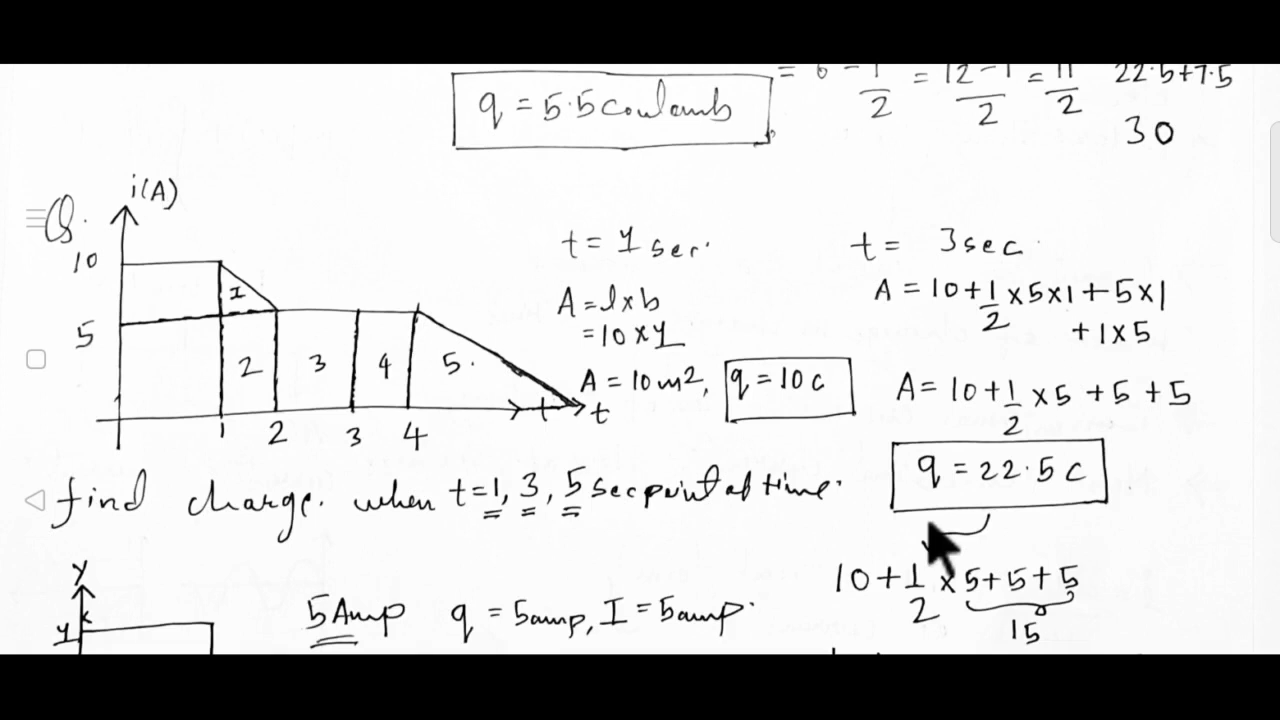 = 6 - 1/2 = 12-1/2 = 11/2
22.5+7.5
30
q = 5.5 coulamb
Q.
i(A)
10
5
I
2
3
4
5.
1
2
3
4
t
t
t = 1 sec.
A = l x b
= 10 x 1
A = 10 m2, q = 10 c
t = 3 sec.
A = 10 + 1/2 x 5 x 1 + 5 x 1
+ 1 x 5
A = 10 + 1/2 x 5 + 5 + 5
q = 22.5 c
find charge. when t=1, 3, 5 sec point of time.
10 + 1/2 x 5+5+5
15
y
y
5Amp q = 5amp, I = 5amp.